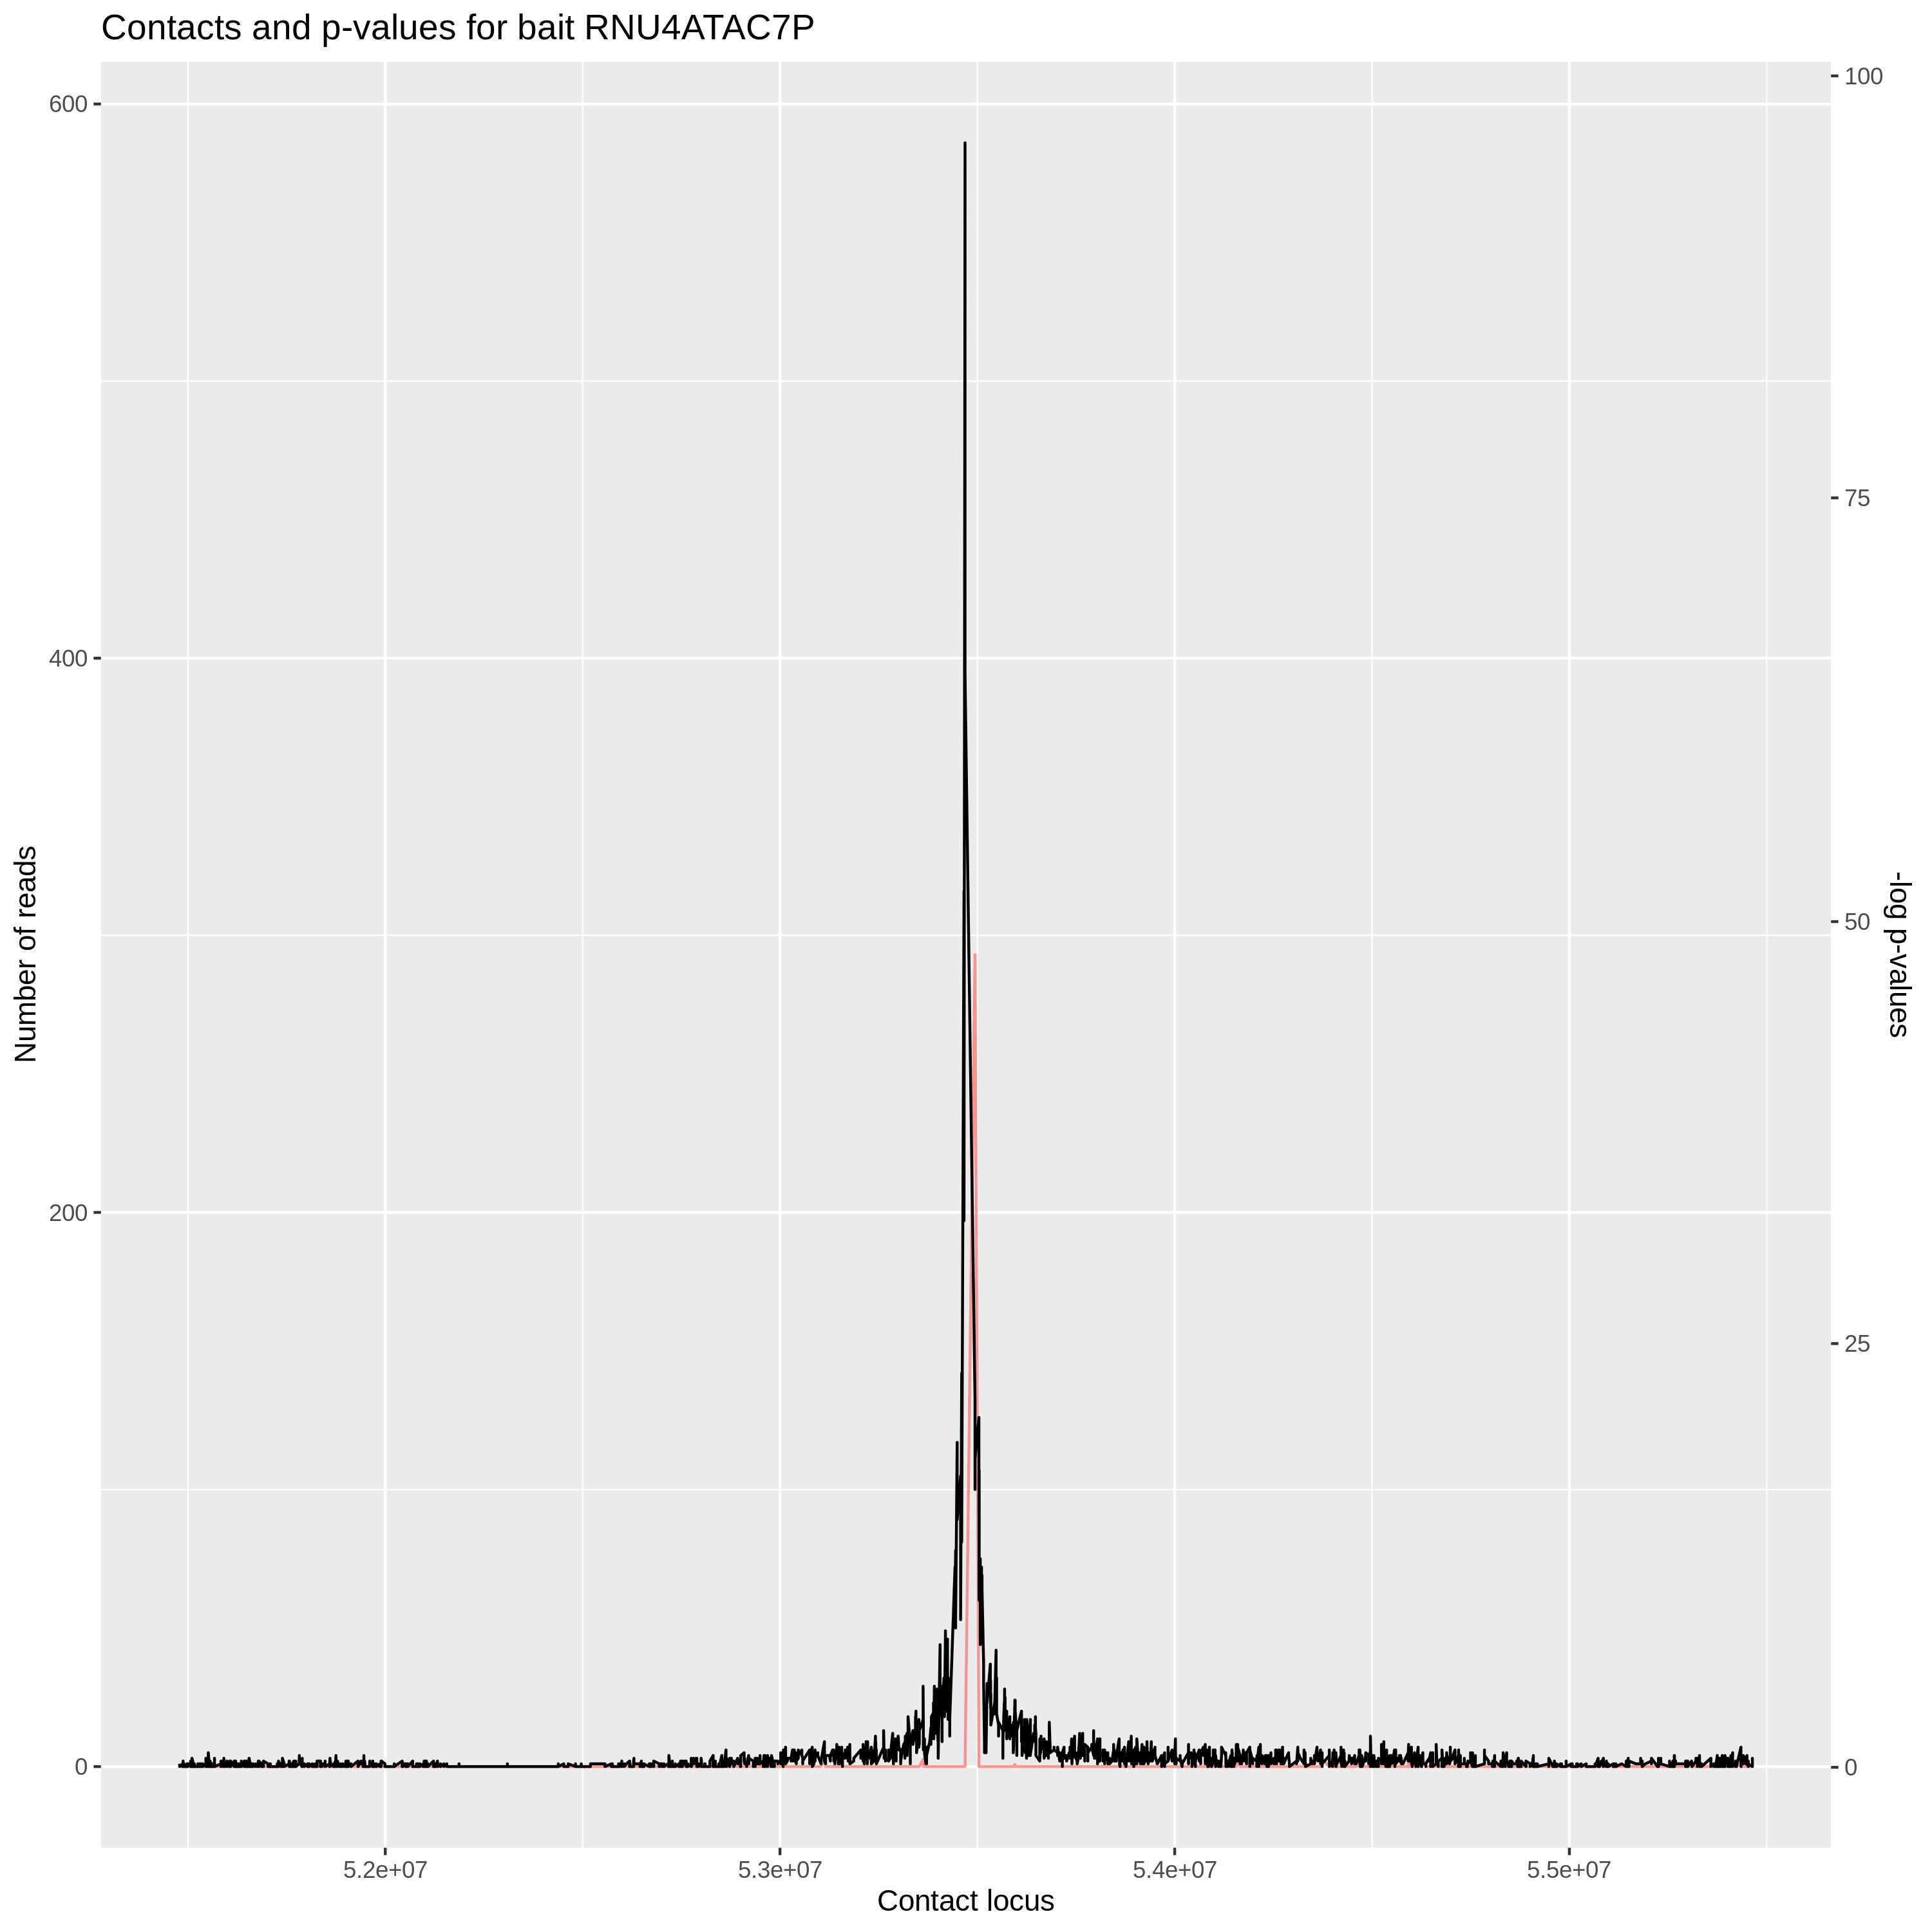 Contacts and p-values for bait RNU4ATAC7P
600
400
200
0
Number of reads
100
75
50
25
0
-log p-values
5.2e+07
5.3e+07
5.4e+07
5.5e+07
Contact locus